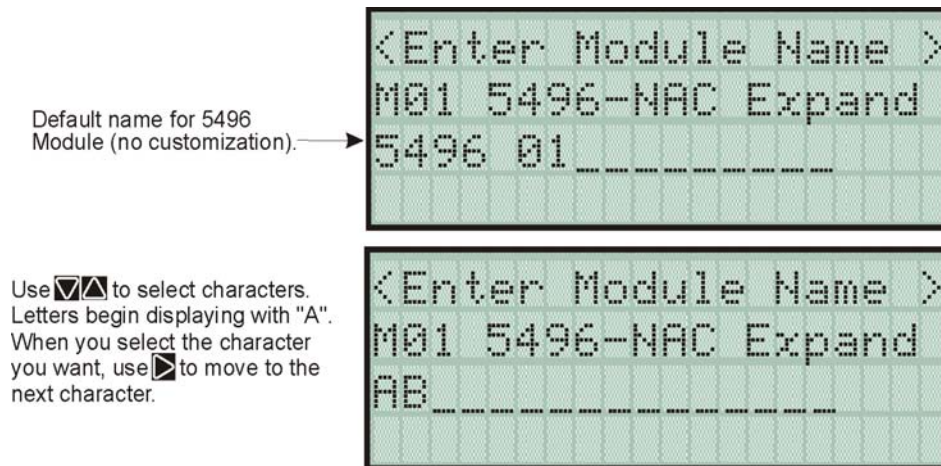 <Enter Module Name >
M01 5496-NAC Expand
Default name for 5496
Module (no customization).
5496 01_________
Use to select characters.
Letters begin displaying with "A".
When you select the character
you want, use to move to the
next character.
<Enter Module Name >
M01 5496-NAC Expand
AB______________